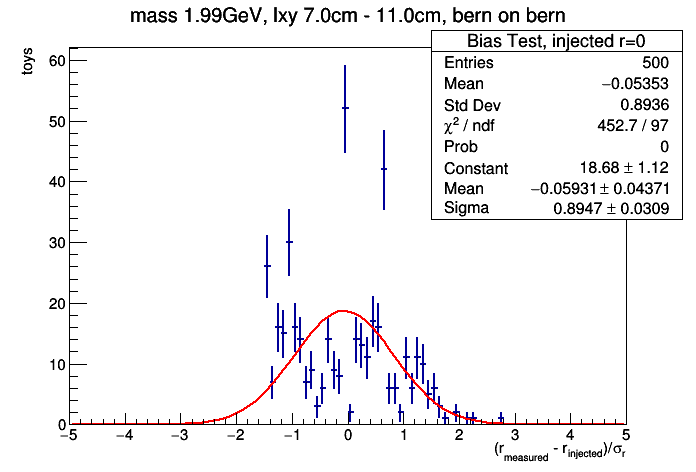 mass 1.99GeV, lxy 7.0cm - 11.0cm, bern on bern
Bias Test, injected r=0
Entries 500
Mean −0.05353
Std Dev 0.8936
χ² / ndf 452.7 / 97
Prob 0
Constant 18.68 ± 1.12
Mean −0.05931 ± 0.04371
Sigma 0.8947 ± 0.0309
toys
60
50
40
30
20
10
0
−5 −4 −3 −2 −1 0 1 2 3 4 5
(r_measured - r_injected)/σ_r